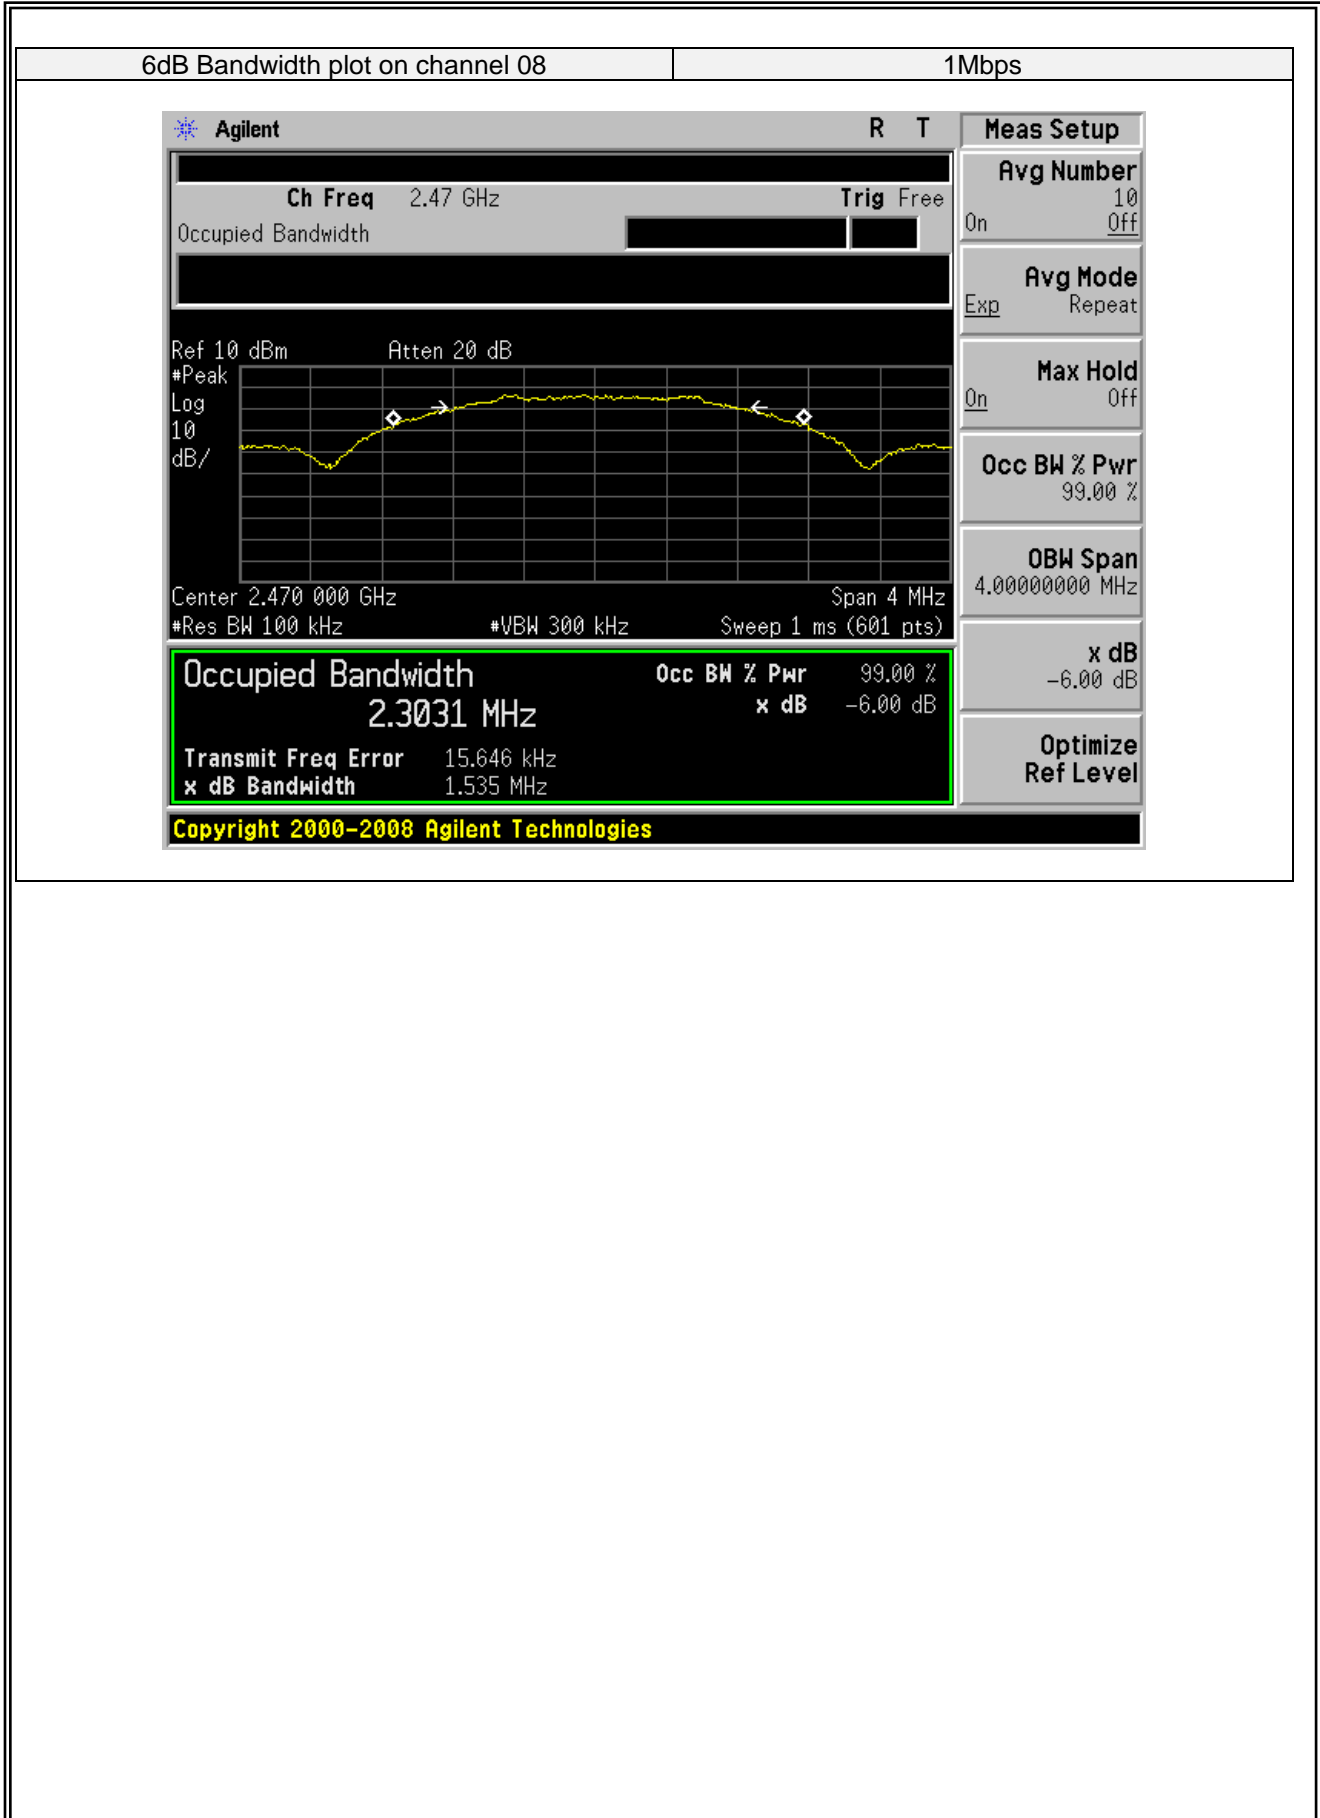 6dB Bandwidth plot on channel 08 1Mbps
Agilent R T
Ch Freq 2.47 GHz Trig Free
Occupied Bandwidth
Ref 10 dBm Atten 20 dB
#Peak
Log
10
dB/
Center 2.470 000 GHz Span 4 MHz
#Res BW 100 kHz #VBW 300 kHz Sweep 1 ms (601 pts)
Occupied Bandwidth Occ BW % Pwr 99.00 %
2.3031 MHz x dB -6.00 dB
Transmit Freq Error 15.646 kHz
x dB Bandwidth 1.535 MHz
Copyright 2000-2008 Agilent Technologies
Meas Setup
Avg Number
10
On Off
Avg Mode
Exp Repeat
Max Hold
On Off
Occ BW % Pwr
99.00 %
OBW Span
4.00000000 MHz
x dB
-6.00 dB
Optimize
Ref Level